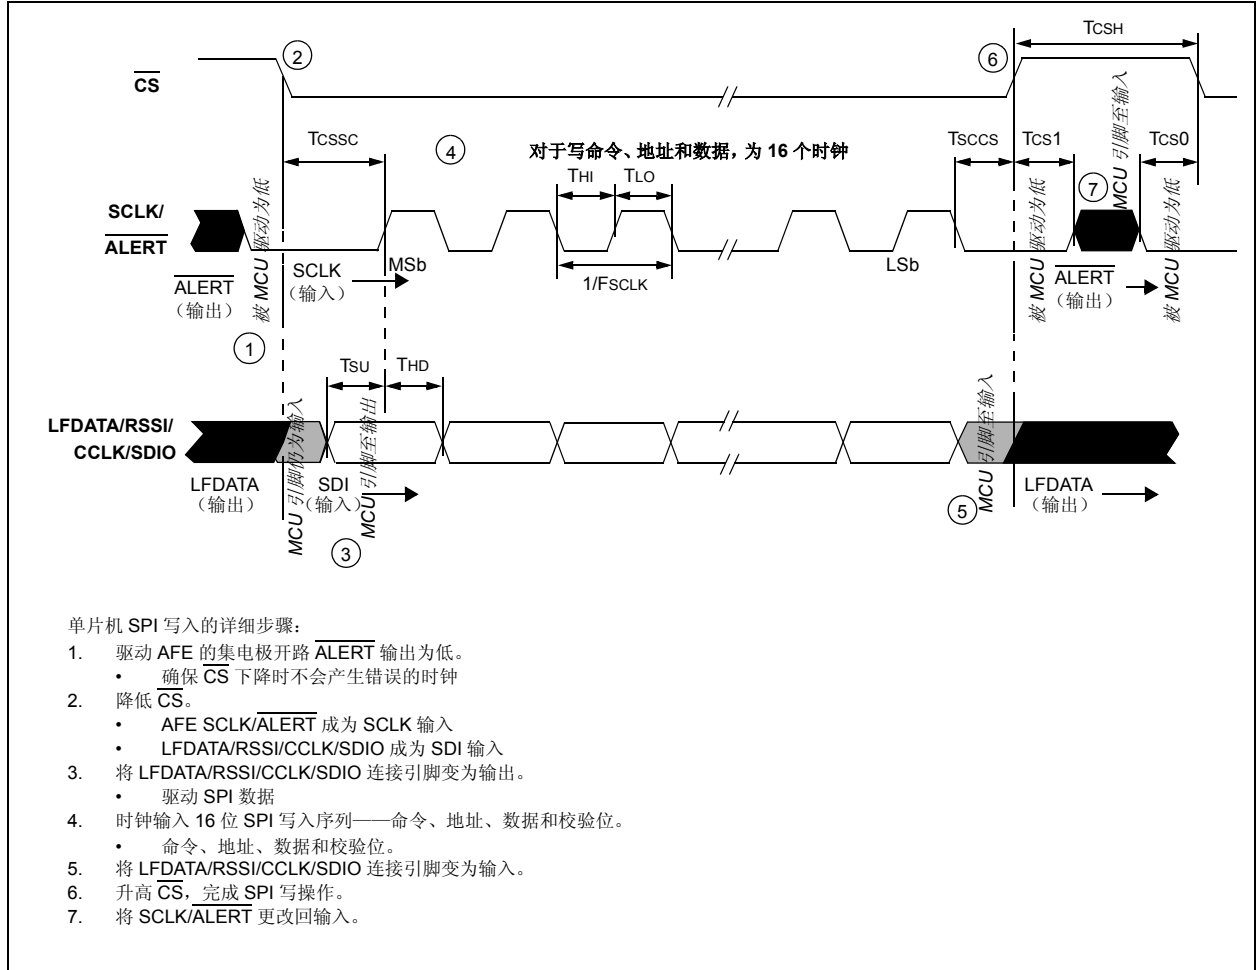 TCSH
2
6
CS
TCSSC
4
对于写命令、地址和数据，为 16 个时钟
TSCCS
TCS1
MCU 引脚至输入
TCS0
THI
TLO
7
SCLK/
ALERT
被 MCU 驱动为低
MSb
LSb
被 MCU 驱动为低
被 MCU 驱动为低
ALERT
（输出）
SCLK
（输入）
1/FSCLK
ALERT
（输出）
1
TSU
THD
LFDATA/RSSI/
CCLK/SDIO
MCU 引脚仍为输入
MCU 引脚至输出
MCU 引脚至输入
LFDATA
（输出）
SDI
（输入）
5
LFDATA
（输出）
3
单片机 SPI 写入的详细步骤：
1. 驱动 AFE 的集电极开路 ALERT 输出为低。
• 确保 CS 下降时不会产生错误的时钟
2. 降低 CS。
• AFE SCLK/ALERT 成为 SCLK 输入
• LFDATA/RSSI/CCLK/SDIO 成为 SDI 输入
3. 将 LFDATA/RSSI/CCLK/SDIO 连接引脚变为输出。
• 驱动 SPI 数据
4. 时钟输入 16 位 SPI 写入序列——命令、地址、数据和校验位。
• 命令、地址、数据和校验位。
5. 将 LFDATA/RSSI/CCLK/SDIO 连接引脚变为输入。
6. 升高 CS，完成 SPI 写操作。
7. 将 SCLK/ALERT 更改回输入。